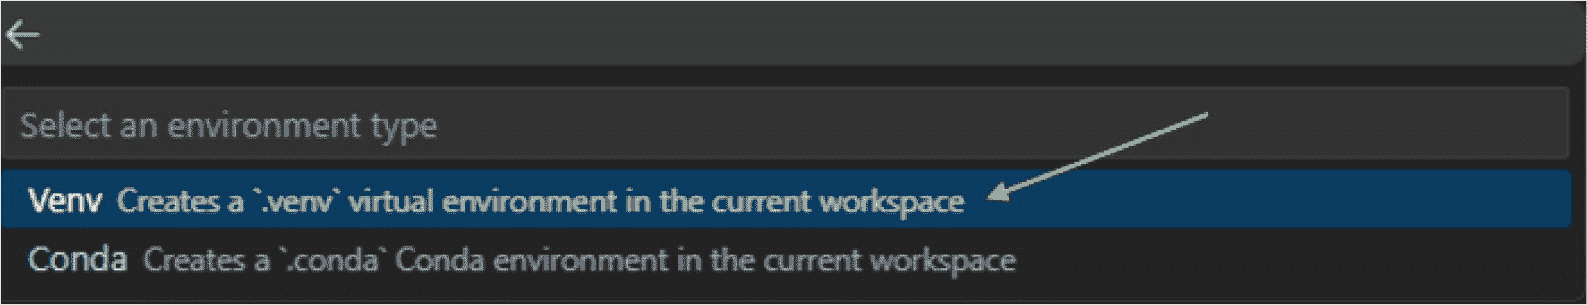 Select an environment type
Venv Creates a `.venv` virtual environment in the current workspace
Conda Creates a `.conda` Conda environment in the current workspace